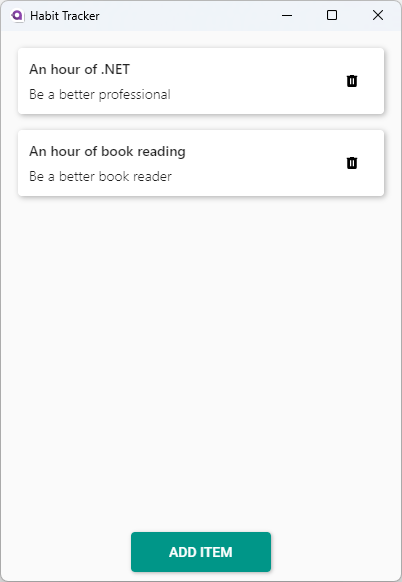 Habit Tracker
An hour of .NET
Be a better professional
An hour of book reading
Be a better book reader
ADD ITEM